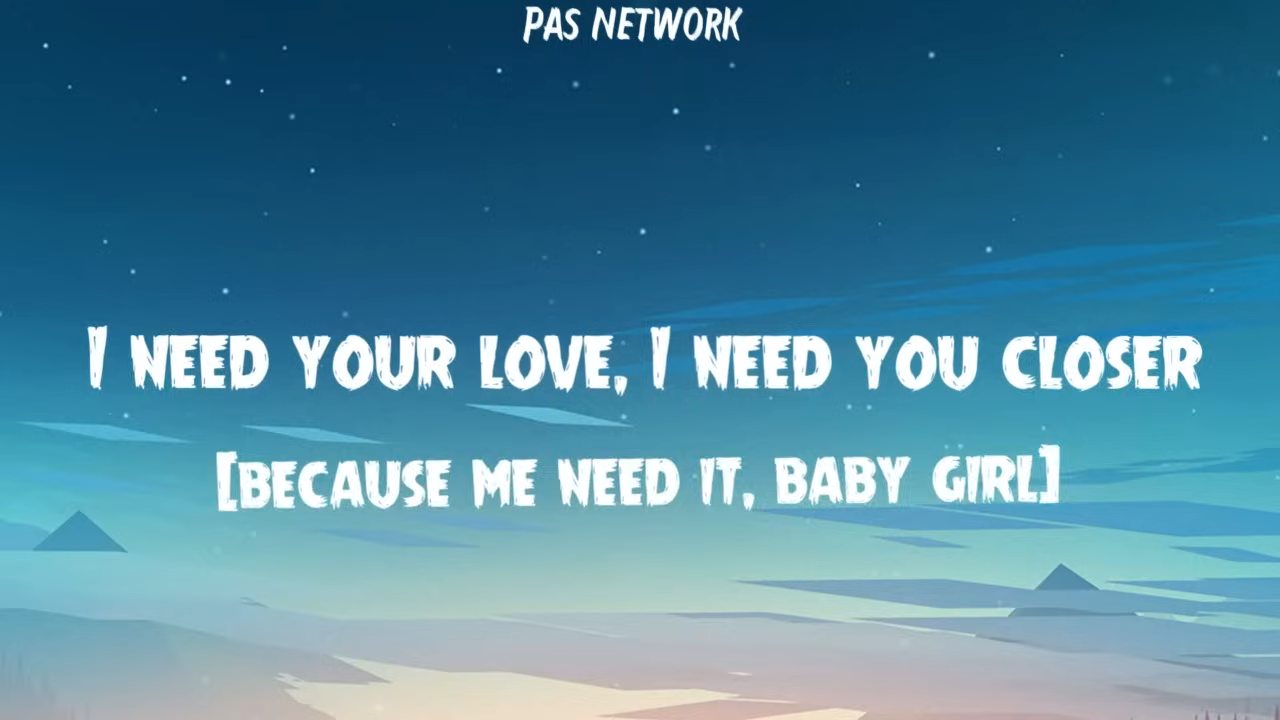 PAS NETWORK
I NEED YOUR LOVE, I NEED YOU CLOSER
[BECAUSE ME NEED IT, BABY GIRL]